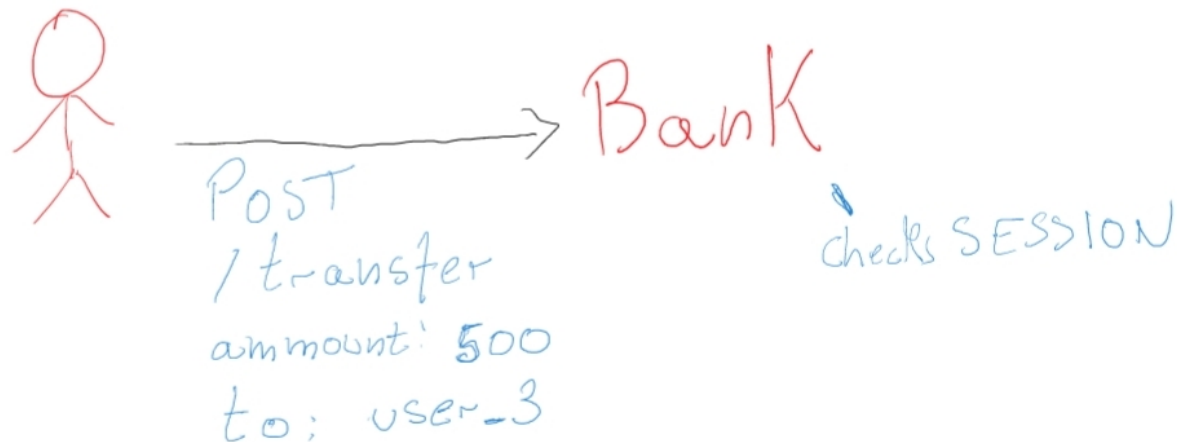 BanK
POST
/transfer
ammount: 500
to: user_3
checks SESSION